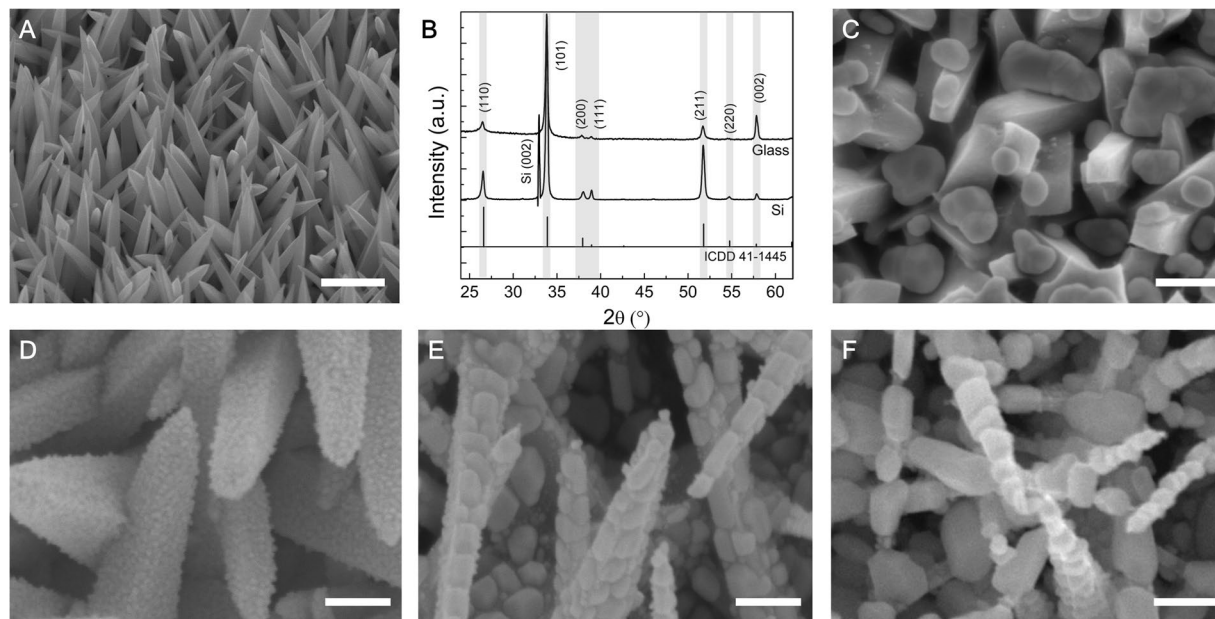 A
B
C
Intensity (a.u.)
(110)
Si (002)
(101)
(200)
(111)
(211)
(220)
(002)
Glass
Si
ICDD 41-1445
25 30 35 40 45 50 55 60
2θ (°)
D
E
F